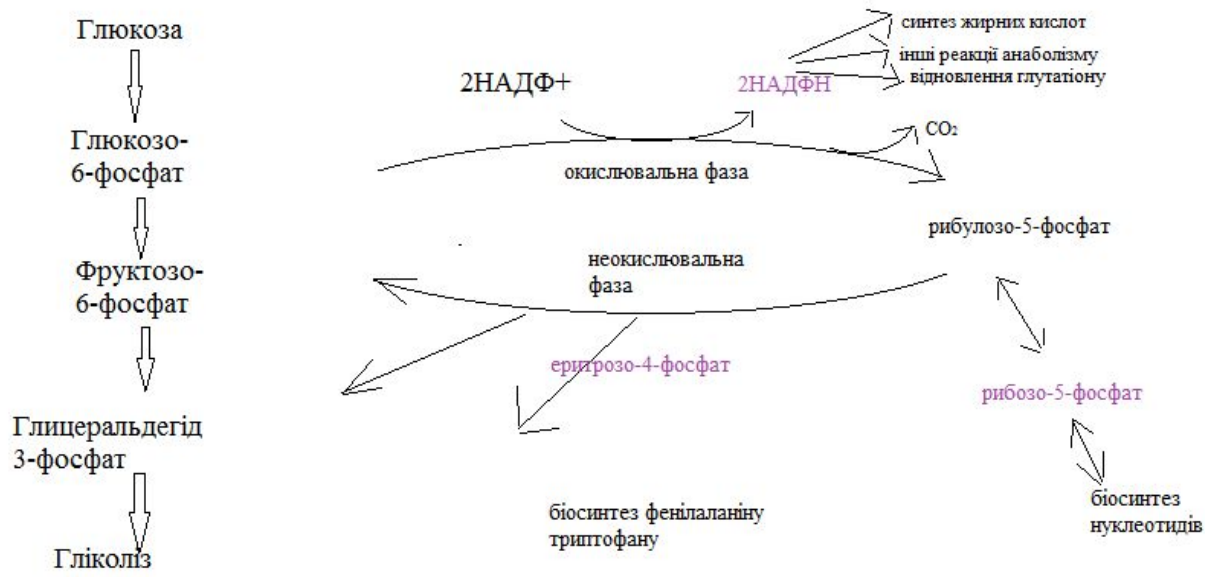 Глюкоза
Глюкозо-
6-фосфат
Фруктозо-
6-фосфат
Глицеральдегід
3-фосфат
Гліколіз
2НАДФ+
2НАДФН
синтез жирних кислот
інші реакції анаболізму
відновлення глутатіону
CO₂
окислювальна фаза
рибулозо-5-фосфат
неокислювальна
фаза
еритрозо-4-фосфат
рибозо-5-фосфат
біосинтез фенілаланіну
триптофану
біосинтез
нуклеотидів